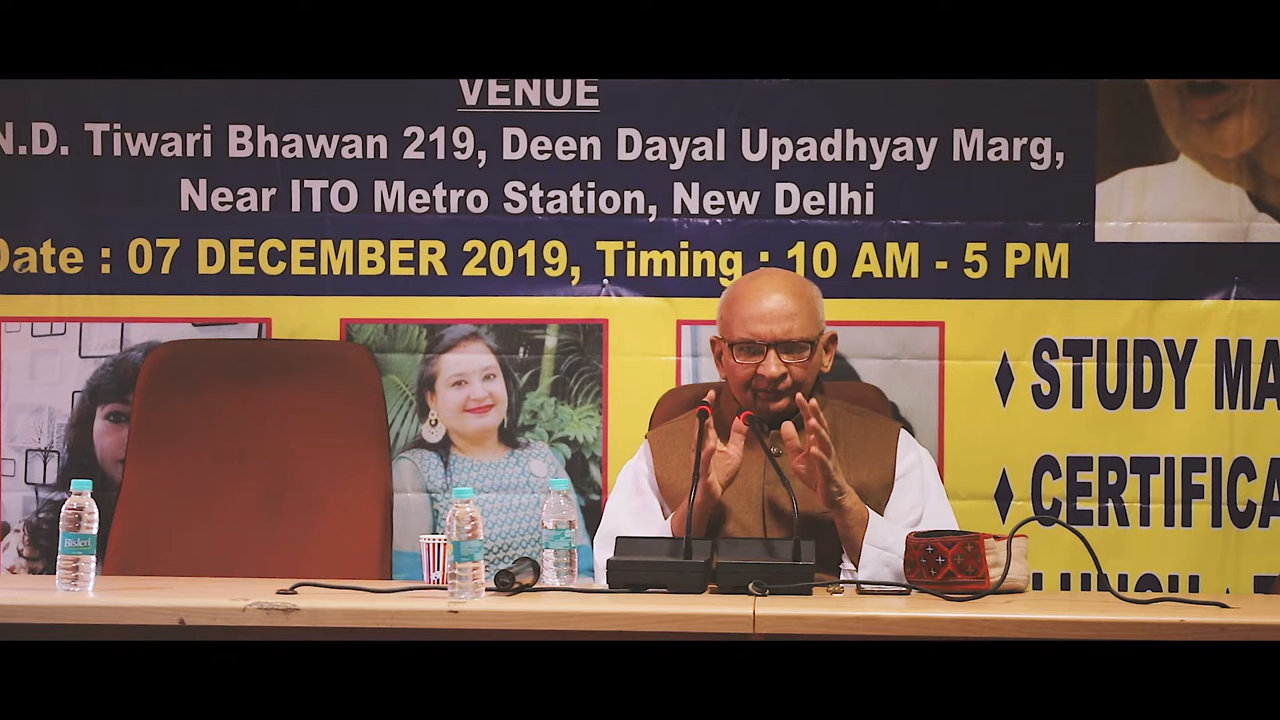 VENUE
N.D. Tiwari Bhawan 219, Deen Dayal Upadhyay Marg,
Near ITO Metro Station, New Delhi
Date : 07 DECEMBER 2019, Timing : 10 AM - 5 PM
♦ STUDY MA
♦ CERTIFICA
Bisleri